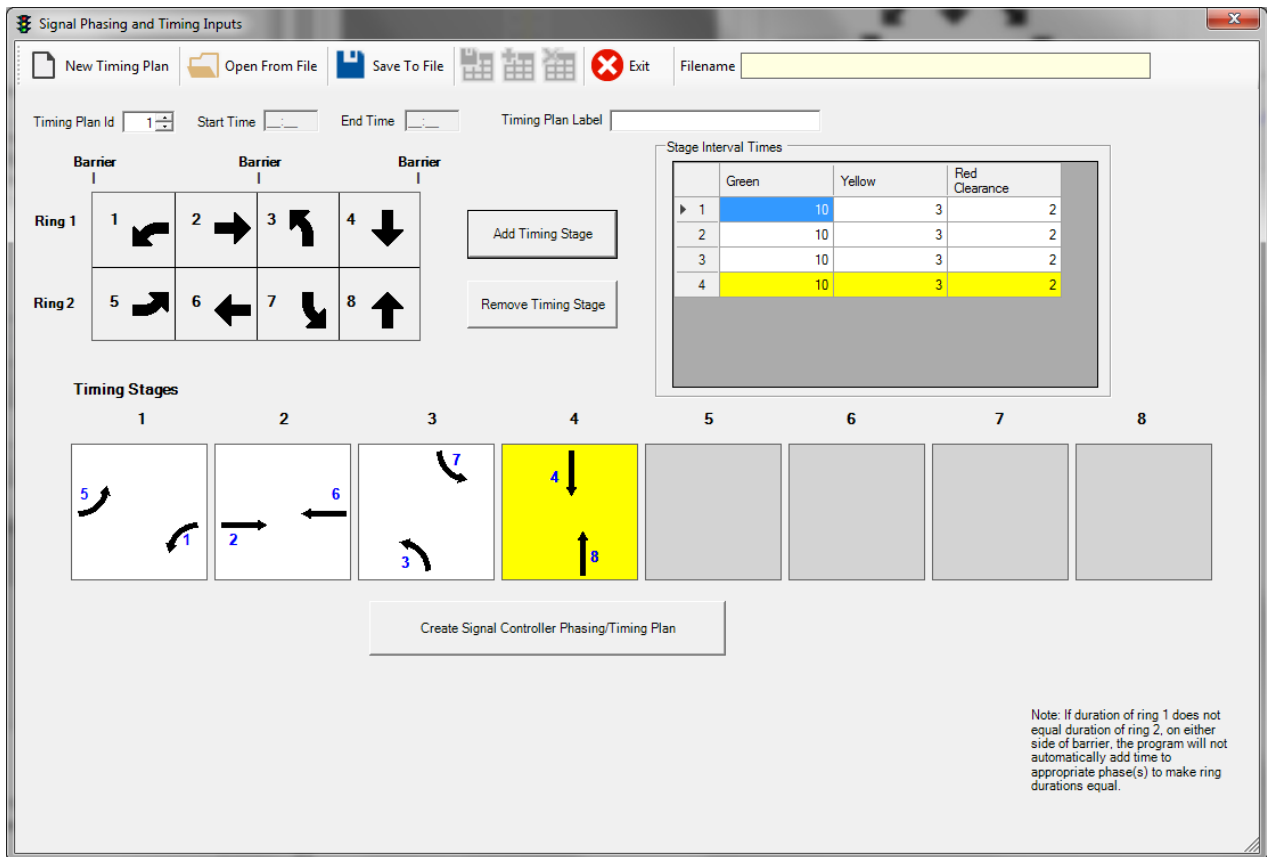 Signal Phasing and Timing Inputs
New Timing Plan Open From File Save To File Exit Filename
Timing Plan Id 1 Start Time __:__ End Time __:__ Timing Plan Label
Barrier Barrier Barrier
Ring 1 1 2 3 4
Ring 2 5 6 7 8
Add Timing Stage
Remove Timing Stage
Stage Interval Times
Green Yellow Red
Clearance
1 10 3 2
2 10 3 2
3 10 3 2
4 10 3 2
Timing Stages
1 2 3 4 5 6 7 8
5 1
2 6
7 3
4 8
Create Signal Controller Phasing/Timing Plan
Note: If duration of ring 1 does not
equal duration of ring 2, on either
side of barrier, the program will not
automatically add time to
appropriate phase(s) to make ring
durations equal.